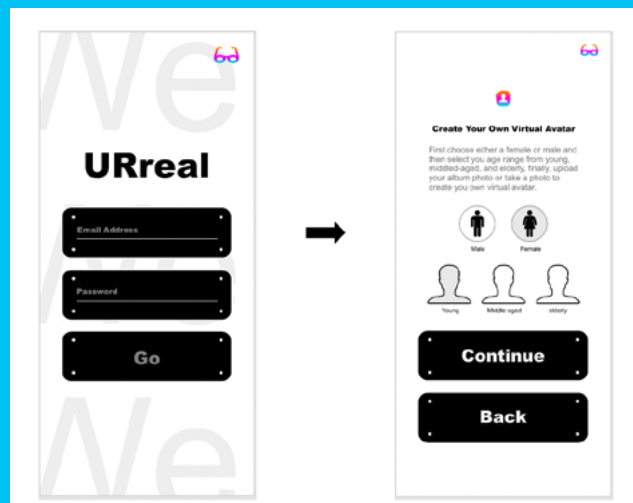 We
URreal
Email Address
We
Password
Go
We
Create Your Own Virtual Avatar
First choose either a female or male and
then select you age range from young,
middled-aged, and elcerly, finally, upload
your album photo or take a photo to
create you own virtual avatar.
Male Female
Young Middle aged elderly
Continue
Back